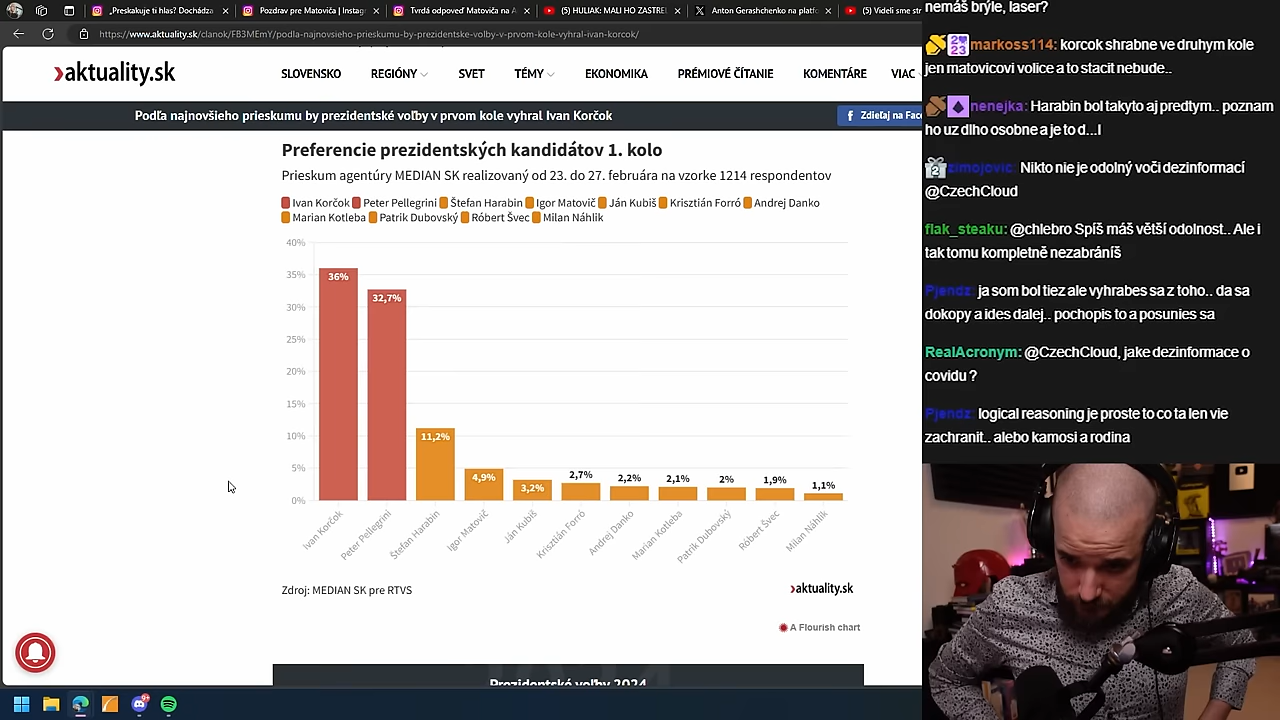 „Preskakuje ti hlas? Dochádza
Pozdrav pre Matoviča | Instag
Tvrdá odpoveď Matoviča na A
(5) HULIAK: MALI HO ZASTREL
Anton Gerashchenko na platfo
(5) Videli sme str
https://www.aktuality.sk/clanok/FB3MEmY/podla-najnovsieho-prieskumu-by-prezidentske-volby-v-prvom-kole-vyhral-ivan-korcok/
aktuality.sk
SLOVENSKO REGIÓNY SVET TÉMY EKONOMIKA PRÉMIOVÉ ČÍTANIE KOMENTÁRE VIAC
Podľa najnovšieho prieskumu by prezidentské voľby v prvom kole vyhral Ivan Korčok
f Zdieľaj na Fac
Preferencie prezidentských kandidátov 1. kolo
Prieskum agentúry MEDIAN SK realizovaný od 23. do 27. februára na vzorke 1214 respondentov
Ivan Korčok Peter Pellegrini Štefan Harabin Igor Matovič Ján Kubiš Krisztián Forró Andrej Danko
Marian Kotleba Patrik Dubovský Róbert Švec Milan Náhlik
40%
35%
30%
25%
20%
15%
10%
5%
0%
36%
32,7%
11,2%
4,9%
3,2%
2,7%
2,2%
2,1%
2%
1,9%
1,1%
Ivan Korčok
Peter Pellegrini
Štefan Harabin
Igor Matovič
Ján Kubiš
Krisztián Forró
Andrej Danko
Marian Kotleba
Patrik Dubovský
Róbert Švec
Milan Náhlik
Zdroj: MEDIAN SK pre RTVS
aktuality.sk
A Flourish chart
Prezidentské voľby 2024
nemáš brýle, laser?
markoss114: korcok shrabne ve druhym kole
jen matovicovi volice a to stacit nebude..
nenejka: Harabin bol takyto aj predtym.. poznam
ho uz dlho osobne a je to d...l
zimojovic: Nikto nie je odolný voči dezinformací
@CzechCloud
flak_steaku: @chlebro Spíš máš větší odolnost.. Ale i
tak tomu kompletně nezabráníš
Pjendz: ja som bol tiez ale vyhrabes sa z toho.. da sa
dokopy a ides dalej.. pochopis to a posunies sa
RealAcronym: @CzechCloud, jake dezinformace o
covidu ?
Pjendz: logical reasoning je proste to co ta len vie
zachranit.. alebo kamosi a rodina